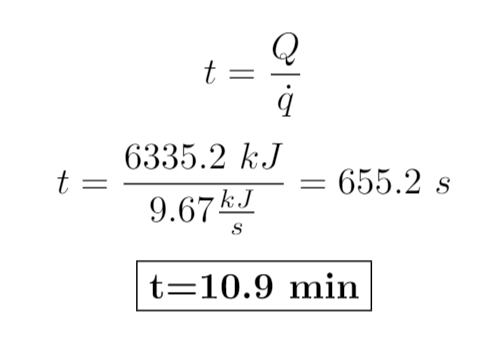 t = Q / q̇
t = 6335.2 kJ / 9.67 kJ/s = 655.2 s
t=10.9 min